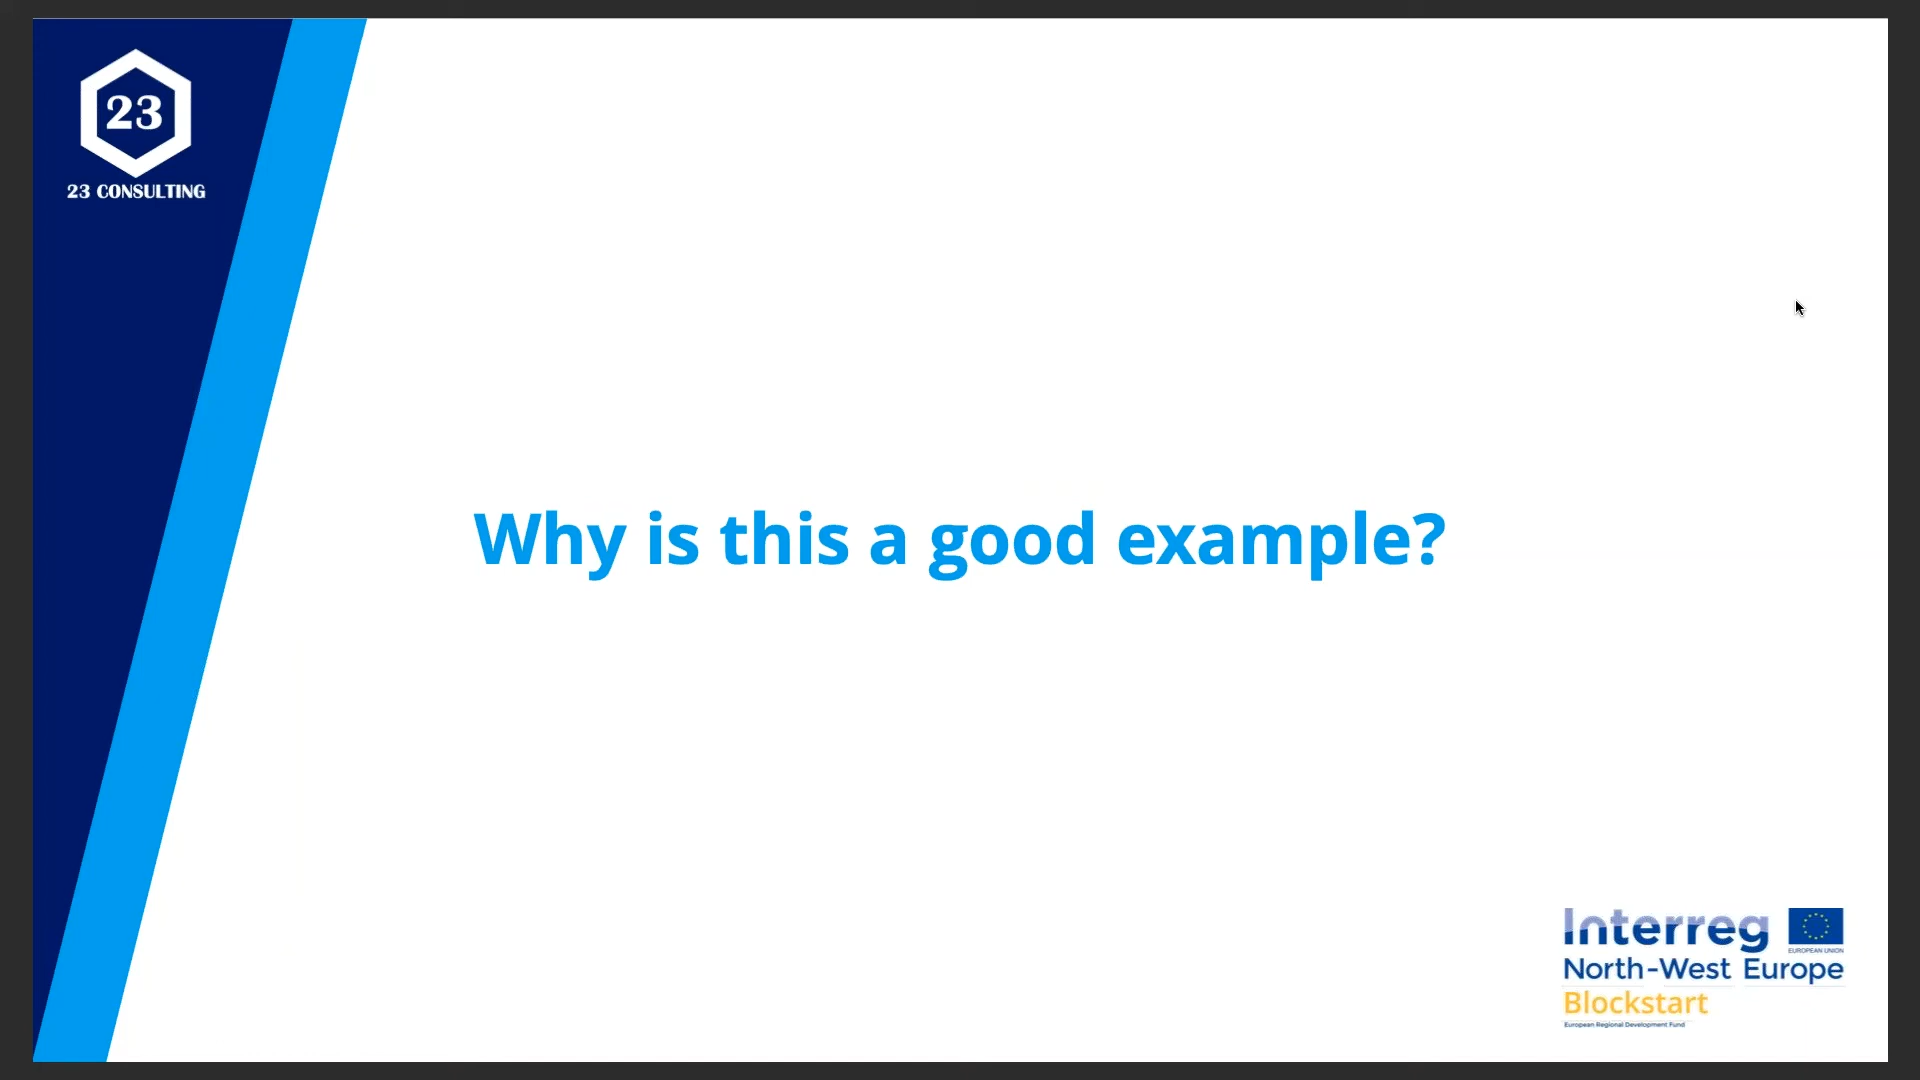 23
23 CONSULTING
Why is this a good example?
Interreg
EUROPEAN UNION
North-West Europe
Blockstart
European Regional Development Fund